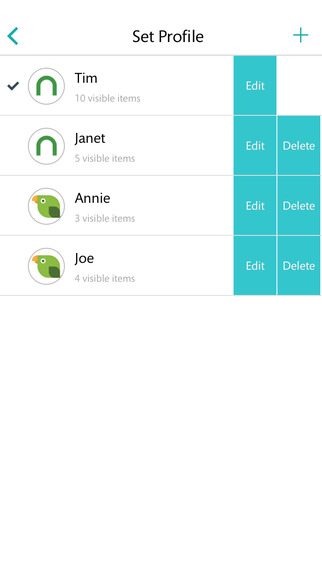 Set Profile
Tim
10 visible items
Edit
Janet
5 visible items
Edit Delete
Annie
3 visible items
Edit Delete
Joe
4 visible items
Edit Delete